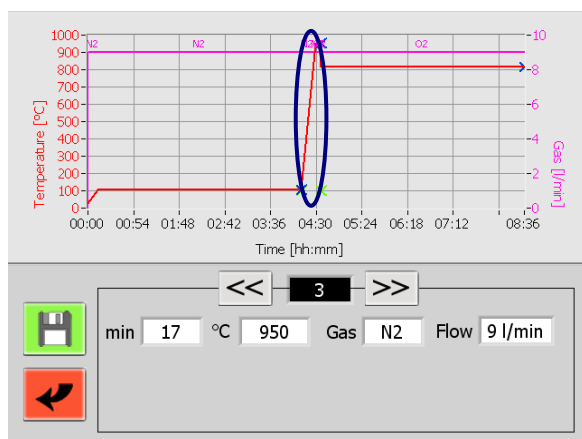 1000 10
900
N2 N2 O2
800 8
700
600 6
500
400 4
300
200 2
100
0 0
Temperature [ºC]
Gas [l/min]
00:00 00:54 01:48 02:42 03:36 04:30 05:24 06:18 07:12 08:36
Time [hh:mm]
<< 3 >>
min 17 ºC 950 Gas N2 Flow 9 l/min